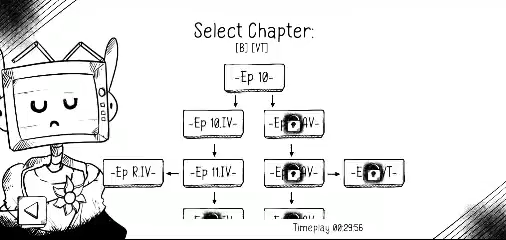 Select Chapter:
[B] [VT]
-Ep 10-
-Ep 10.IV-
-Ep R.IV-
-Ep 11.IV-
Timeplay 00:29:56